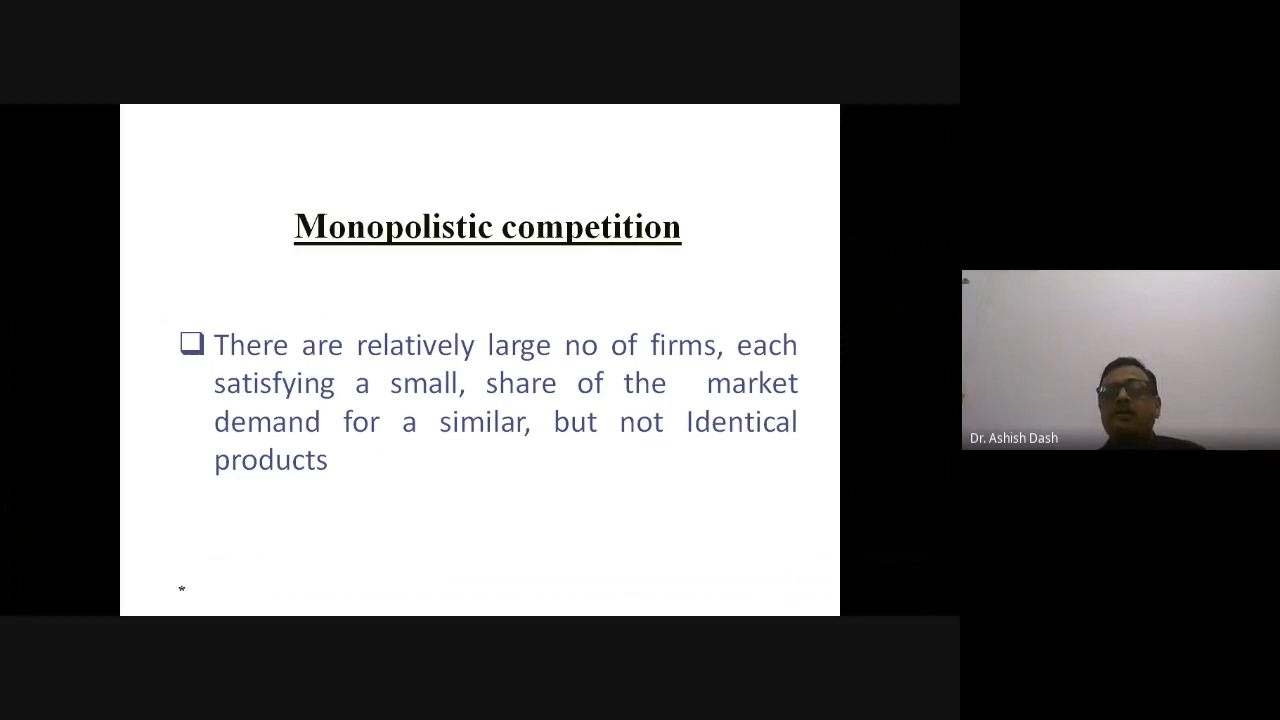 Monopolistic competition
There are relatively large no of firms, each
satisfying a small, share of the market
demand for a similar, but not Identical
products
*
Dr. Ashish Dash